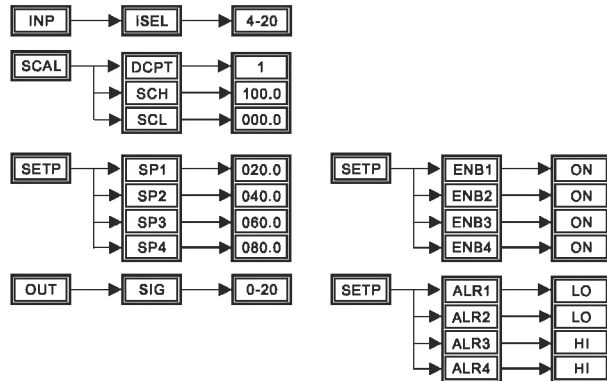 INP iSEL 4-20
SCAL DCPT 1
SCH 100.0
SCL 000.0
SETP SP1 020.0
SP2 040.0
SP3 060.0
SP4 080.0
SETP ENB1 ON
ENB2 ON
ENB3 ON
ENB4 ON
OUT SIG 0-20
SETP ALR1 LO
ALR2 LO
ALR3 HI
ALR4 HI